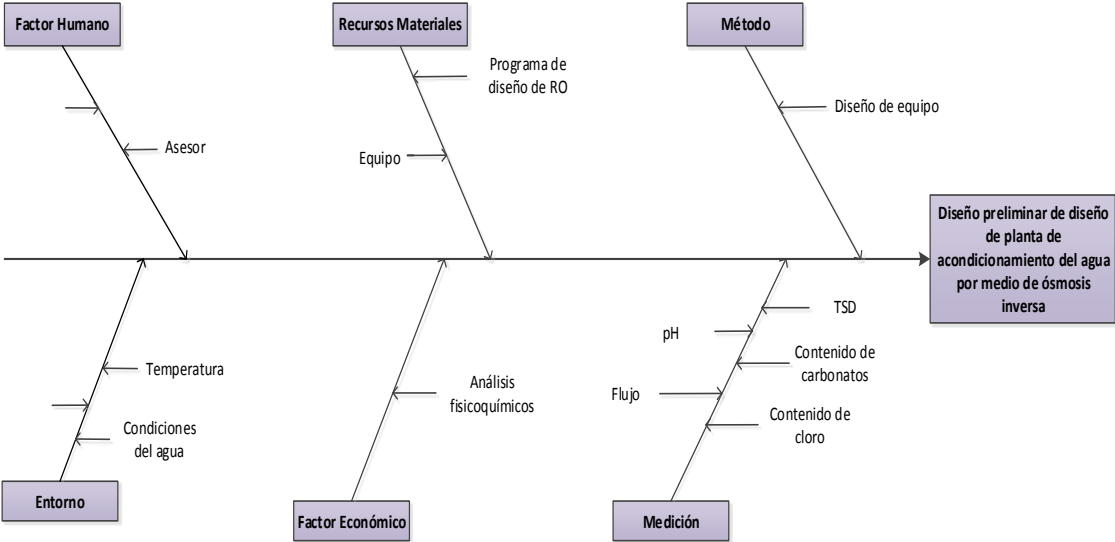 Factor Humano
Recursos Materiales
Método
Programa de
diseño de RO
Diseño de equipo
Asesor
Equipo
Diseño preliminar de diseño
de planta de
acondicionamiento del agua
por medio de ósmosis
inversa
TSD
pH
Contenido de
carbonatos
Temperatura
Análisis
fisicoquímicos
Flujo
Contenido de
cloro
Condiciones
del agua
Entorno
Factor Económico
Medición